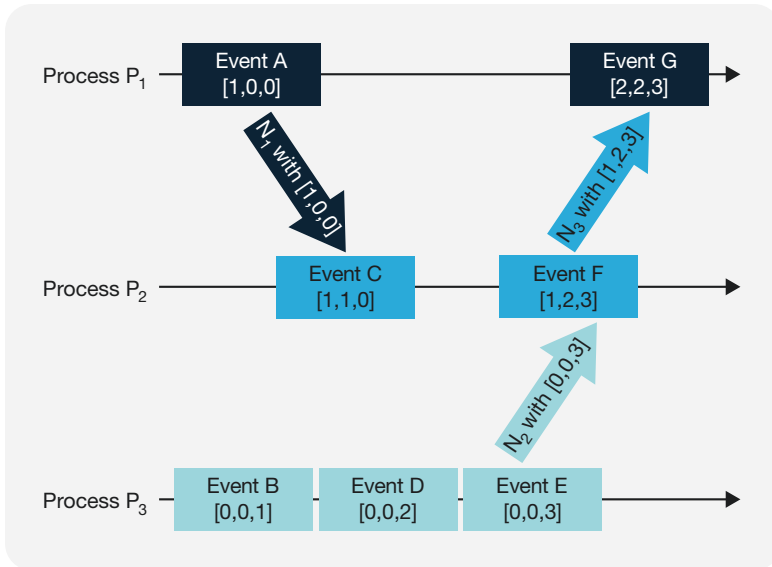 Event A
[1,0,0]
Event G
[2,2,3]
Process P₁
N₁ with [1,0,0]
N₃ with [1,2,3]
Event C
[1,1,0]
Event F
[1,2,3]
Process P₂
N₂ with [0,0,3]
Event B
[0,0,1]
Event D
[0,0,2]
Event E
[0,0,3]
Process P₃